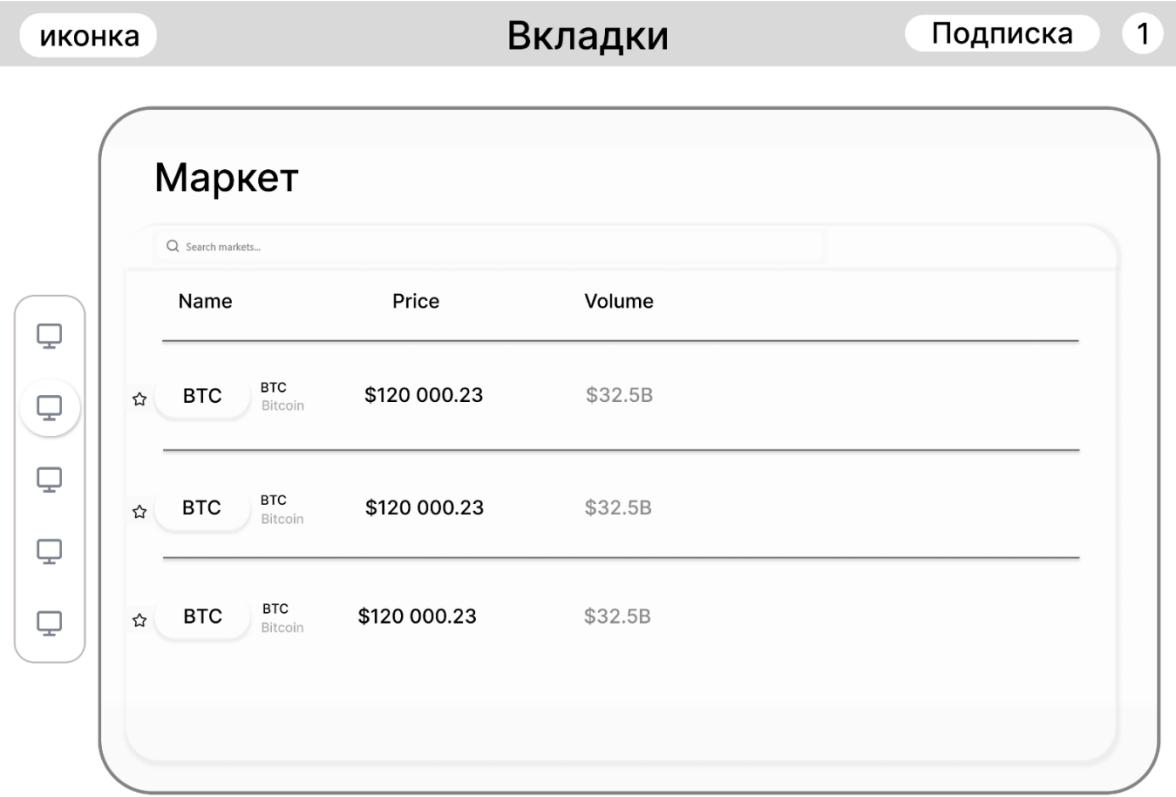 иконка Вкладки Подписка 1
Маркет
Search markets...
Name Price Volume
BTC BTC $120 000.23 $32.5B
Bitcoin
BTC BTC $120 000.23 $32.5B
Bitcoin
BTC BTC $120 000.23 $32.5B
Bitcoin